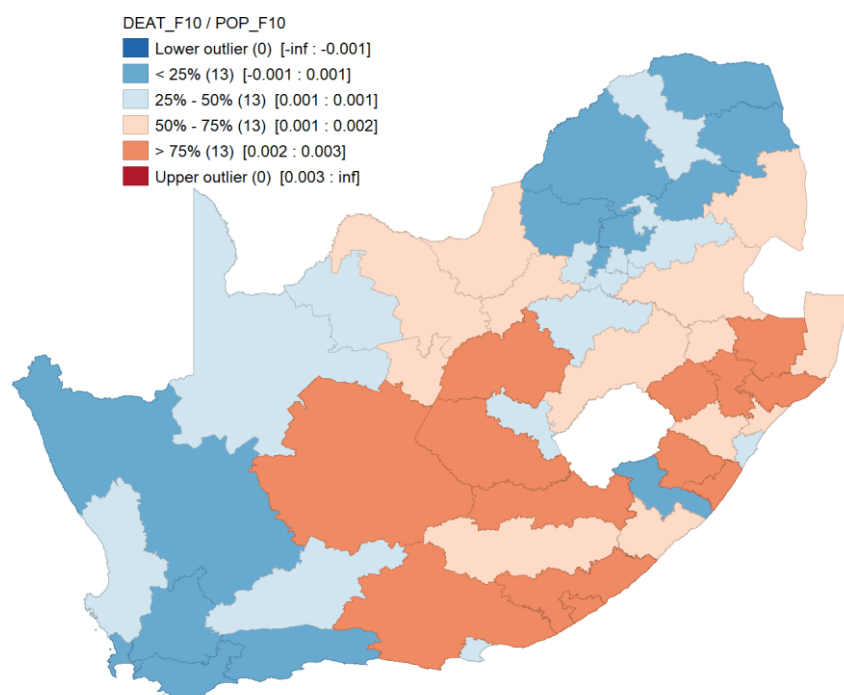 DEAT_F10 / POP_F10
Lower outlier (0) [-inf : -0.001]
< 25% (13) [-0.001 : 0.001]
25% - 50% (13) [0.001 : 0.001]
50% - 75% (13) [0.001 : 0.002]
> 75% (13) [0.002 : 0.003]
Upper outlier (0) [0.003 : inf]